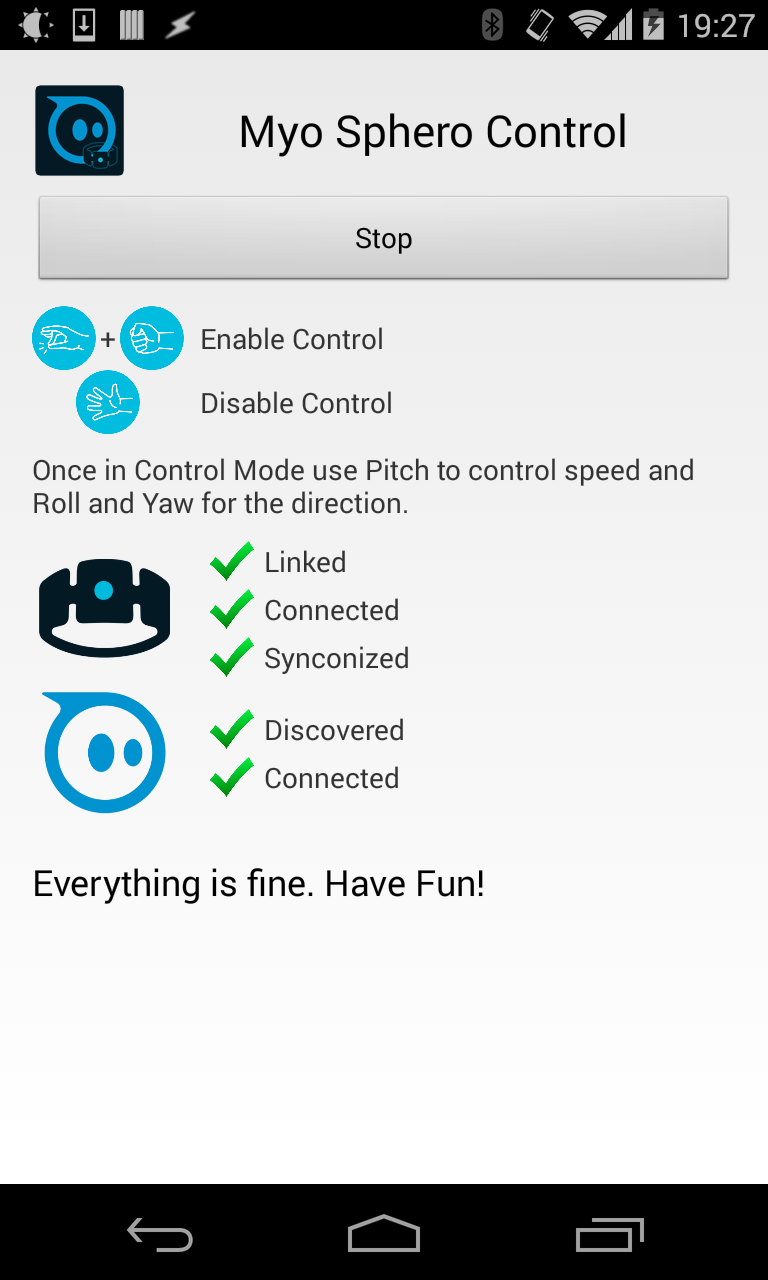 19:27
Myo Sphero Control
Stop
+ Enable Control
Disable Control
Once in Control Mode use Pitch to control speed and
Roll and Yaw for the direction.
Linked
Connected
Synconized
Discovered
Connected
Everything is fine. Have Fun!